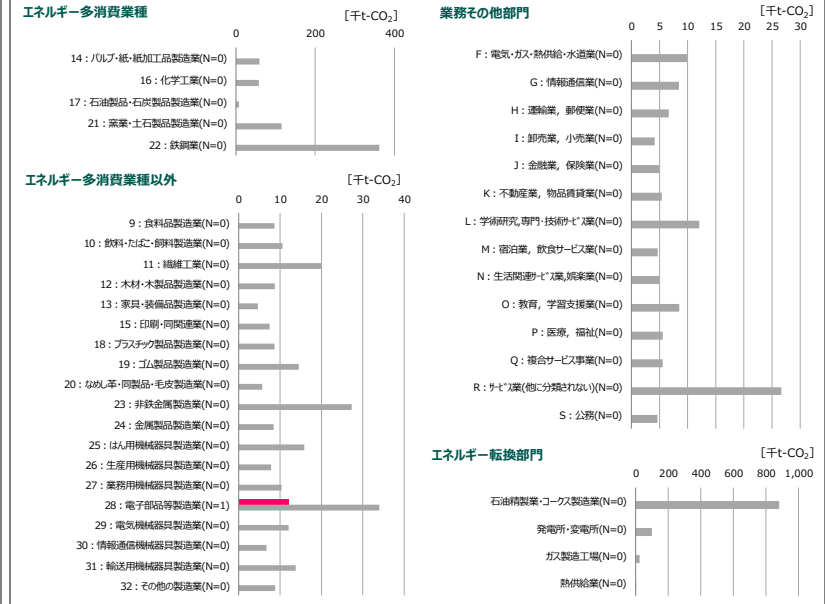 エネルギー多消費業種
[千t-CO₂]
0 200 400
14：パルプ・紙・紙加工品製造業(N=0)
16：化学工業(N=0)
17：石油製品・石炭製品製造業(N=0)
21：窯業・土石製品製造業(N=0)
22：鉄鋼業(N=0)
エネルギー多消費業種以外
[千t-CO₂]
0 10 20 30 40
9：食料品製造業(N=0)
10：飲料・たばこ・飼料製造業(N=0)
11：繊維工業(N=0)
12：木材・木製品製造業(N=0)
13：家具・装備品製造業(N=0)
15：印刷・同関連業(N=0)
18：プラスチック製品製造業(N=0)
19：ゴム製品製造業(N=0)
20：なめし革・同製品・毛皮製造業(N=0)
23：非鉄金属製造業(N=0)
24：金属製品製造業(N=0)
25：はん用機械器具製造業(N=0)
26：生産用機械器具製造業(N=0)
27：業務用機械器具製造業(N=0)
28：電子部品等製造業(N=1)
29：電気機械器具製造業(N=0)
30：情報通信機械器具製造業(N=0)
31：輸送用機械器具製造業(N=0)
32：その他の製造業(N=0)
業務その他部門
[千t-CO₂]
0 5 10 15 20 25 30
F：電気・ガス・熱供給・水道業(N=0)
G：情報通信業(N=0)
H：運輸業，郵便業(N=0)
I：卸売業，小売業(N=0)
J：金融業，保険業(N=0)
K：不動産業，物品賃貸業(N=0)
L：学術研究,専門・技術ｻｰﾋﾞｽ業(N=0)
M：宿泊業，飲食サービス業(N=0)
N：生活関連ｻｰﾋﾞｽ業,娯楽業(N=0)
O：教育，学習支援業(N=0)
P：医療，福祉(N=0)
Q：複合サービス事業(N=0)
R：ｻｰﾋﾞｽ業(他に分類されない)(N=0)
S：公務(N=0)
エネルギー転換部門
[千t-CO₂]
0 200 400 600 800 1,000
石油精製業・コークス製造業(N=0)
発電所・変電所(N=0)
ガス製造工場(N=0)
熱供給業(N=0)